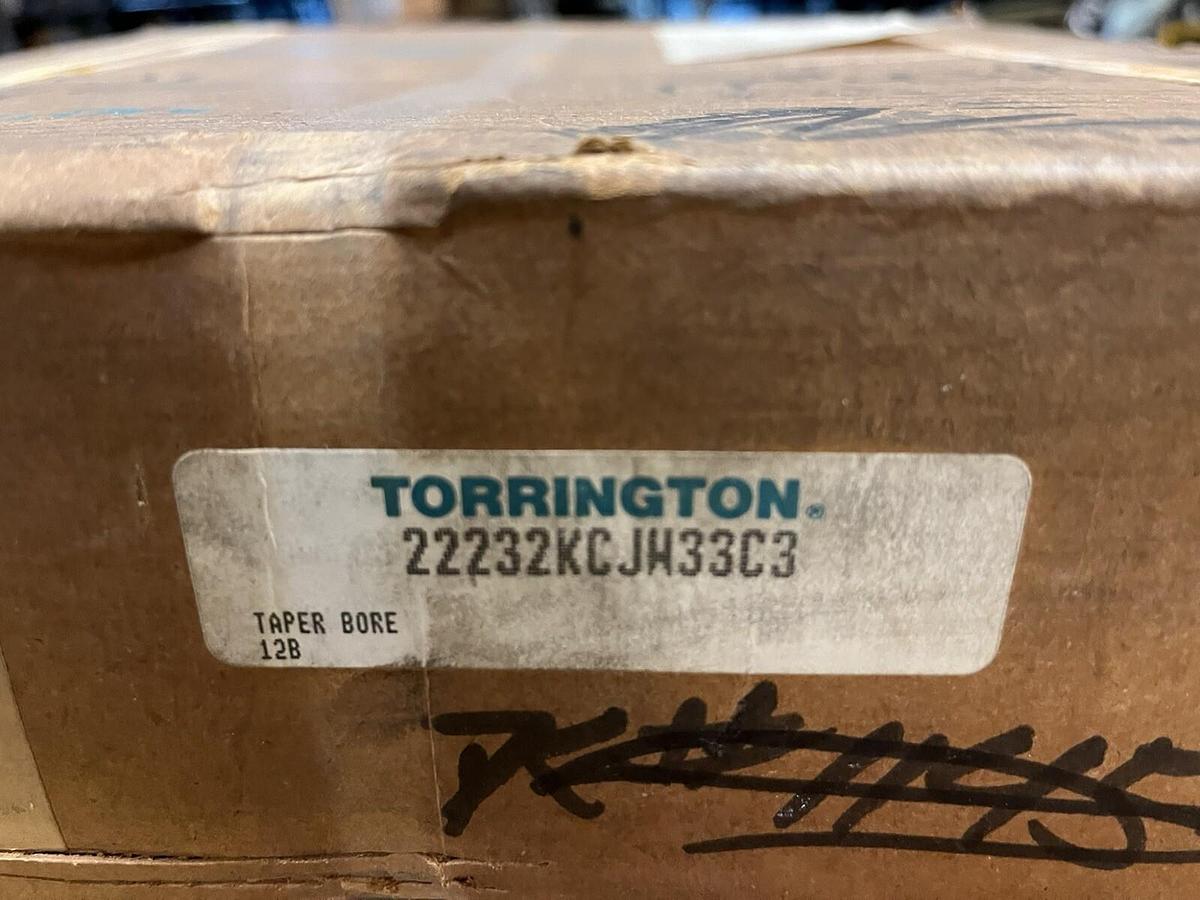 TORRINGTON®
22232KCJW33C3
TAPER BORE
12B